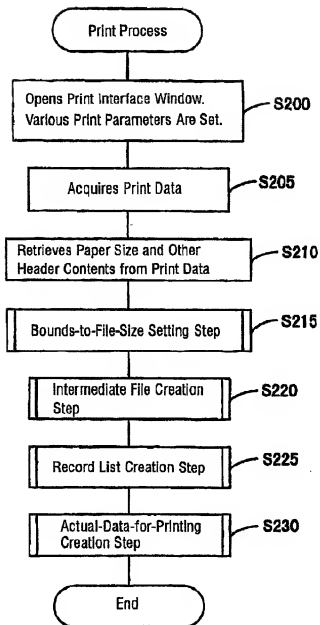 Print Process
Opens Print Interface Window.
Various Print Parameters Are Set.
S200
Acquires Print Data
S205
Retrieves Paper Size and Other
Header Contents from Print Data
S210
Bounds-to-File-Size Setting Step
S215
Intermediate File Creation
Step
S220
Record List Creation Step
S225
Actual-Data-for-Printing
Creation Step
S230
End